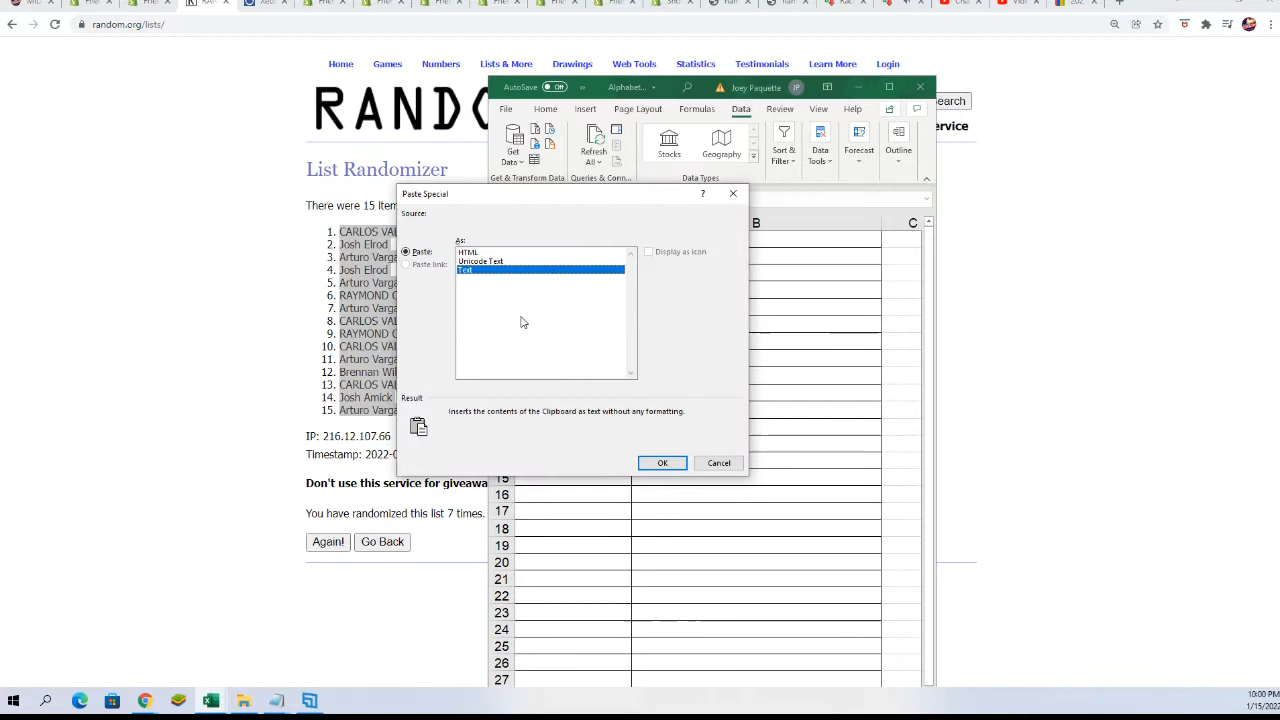 random.org/lists/
Home Games Numbers Lists & More Drawings Web Tools Statistics Testimonials Learn More Login
RANDO
AutoSave Off Alphabet... Joey Paquette JP
File Home Insert Page Layout Formulas Data Review View Help
Get Data Refresh All Stocks Geography Sort & Filter Data Tools Forecast Outline
Get & Transform Data Queries & Conn... Data Types
earch
ervice
List Randomizer
There were 15 item
1. CARLOS VAL
2. Josh Elrod
3. Arturo Varga
4. Josh Elrod
5. Arturo Varga
6. RAYMOND
7. Arturo Varga
8. CARLOS VAL
9. RAYMOND
10. CARLOS VAL
11. Arturo Varg
12. Brennan Wi
13. CARLOS VAL
14. Josh Amick
15. Arturo Varga
IP: 216.12.107.66
Timestamp: 2022-0
Don't use this service for giveawa
You have randomized this list 7 times.
Again! Go Back
Paste Special
?
Source:
As:
Paste:
Paste link:
HTML
Unicode Text
Text
Display as icon
Result
Inserts the contents of the Clipboard as text without any formatting.
OK Cancel
B C
15
16
17
18
19
20
21
22
23
24
25
26
27
10:00 PM
1/15/2022